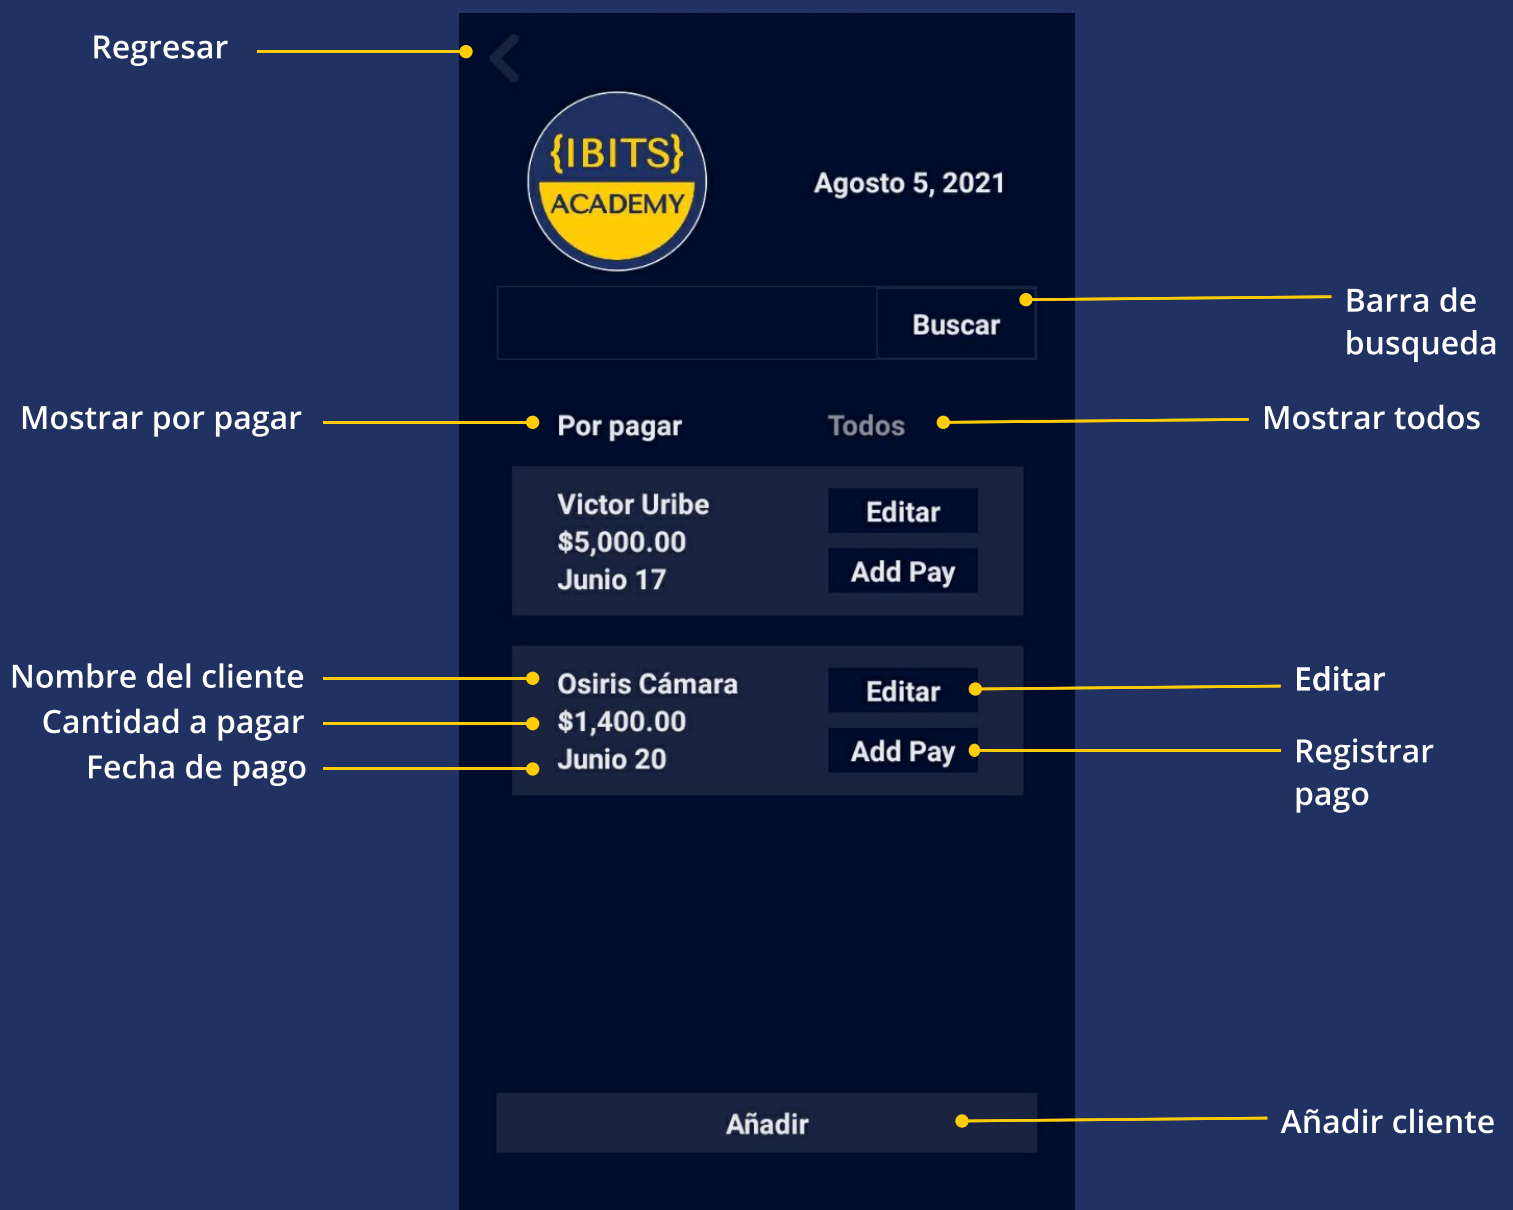 Regresar
{IBITS}
ACADEMY
Agosto 5, 2021
Buscar
Barra de
busqueda
Mostrar por pagar
Por pagar
Todos
Mostrar todos
Victor Uribe
$5,000.00
Junio 17
Editar
Add Pay
Nombre del cliente
Cantidad a pagar
Fecha de pago
Osiris Cámara
$1,400.00
Junio 20
Editar
Add Pay
Editar
Registrar
pago
Añadir
Añadir cliente